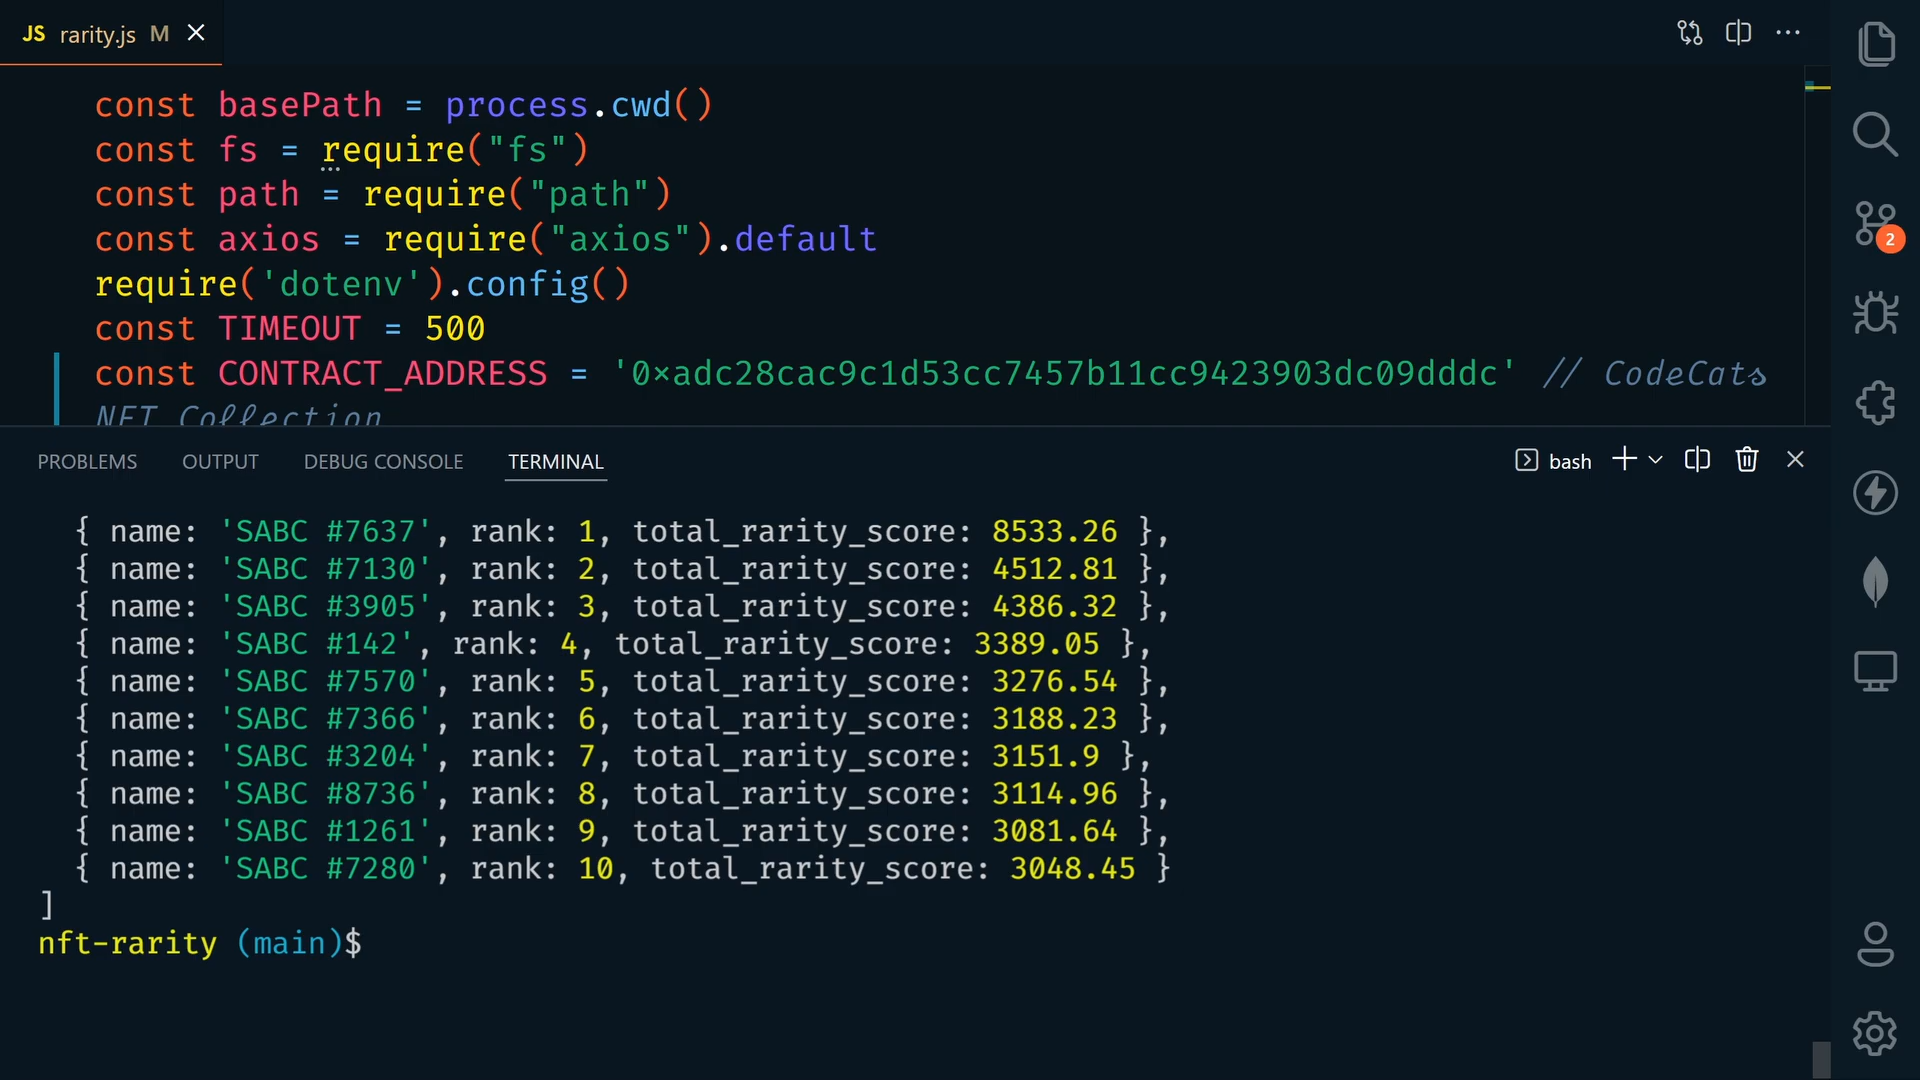 JS rarity.js M
const basePath = process.cwd()
const fs = require("fs")
const path = require("path")
const axios = require("axios").default
require('dotenv').config()
const TIMEOUT = 500
const CONTRACT_ADDRESS = '0xadc28cac9c1d53cc7457b11cc9423903dc09dddc' // CodeCats
NFT Collection
2
PROBLEMS OUTPUT DEBUG CONSOLE TERMINAL bash
{ name: 'SABC #7637', rank: 1, total_rarity_score: 8533.26 },
{ name: 'SABC #7130', rank: 2, total_rarity_score: 4512.81 },
{ name: 'SABC #3905', rank: 3, total_rarity_score: 4386.32 },
{ name: 'SABC #142', rank: 4, total_rarity_score: 3389.05 },
{ name: 'SABC #7570', rank: 5, total_rarity_score: 3276.54 },
{ name: 'SABC #7366', rank: 6, total_rarity_score: 3188.23 },
{ name: 'SABC #3204', rank: 7, total_rarity_score: 3151.9 },
{ name: 'SABC #8736', rank: 8, total_rarity_score: 3114.96 },
{ name: 'SABC #1261', rank: 9, total_rarity_score: 3081.64 },
{ name: 'SABC #7280', rank: 10, total_rarity_score: 3048.45 }
]
nft-rarity (main)$